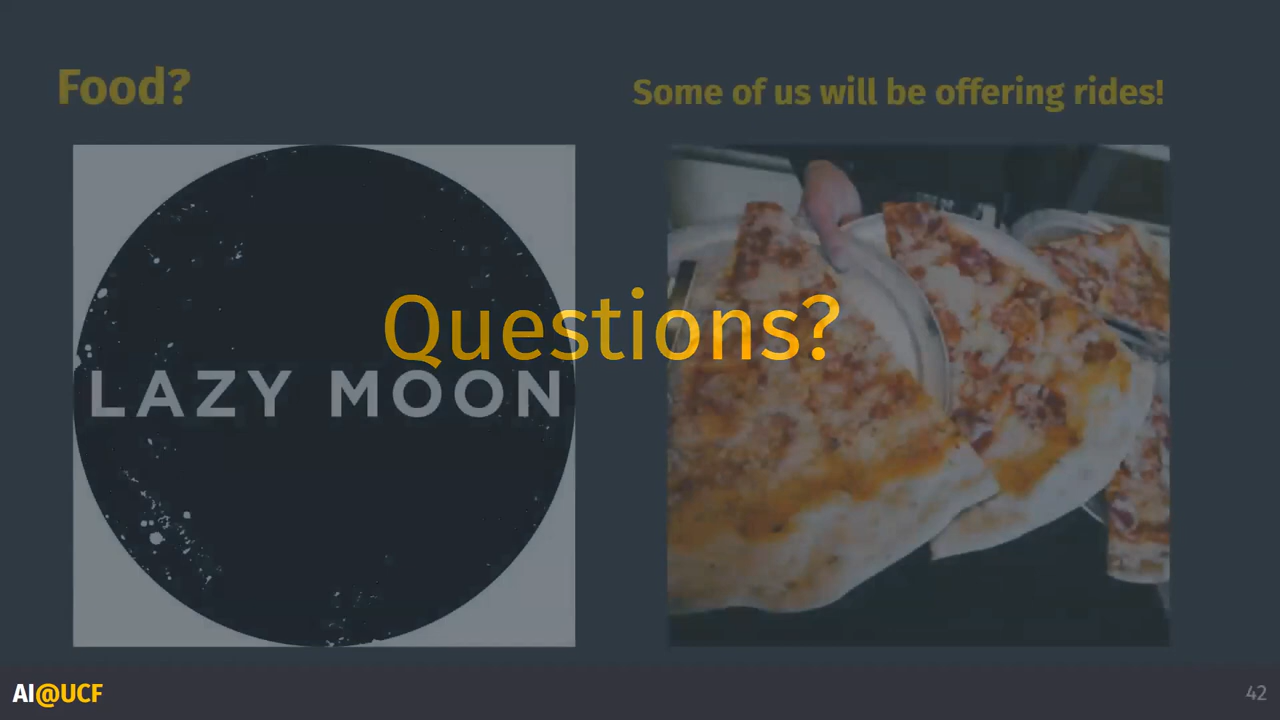 Food?
Some of us will be offering rides!
Questions?
LAZY MOON
AI@UCF
42